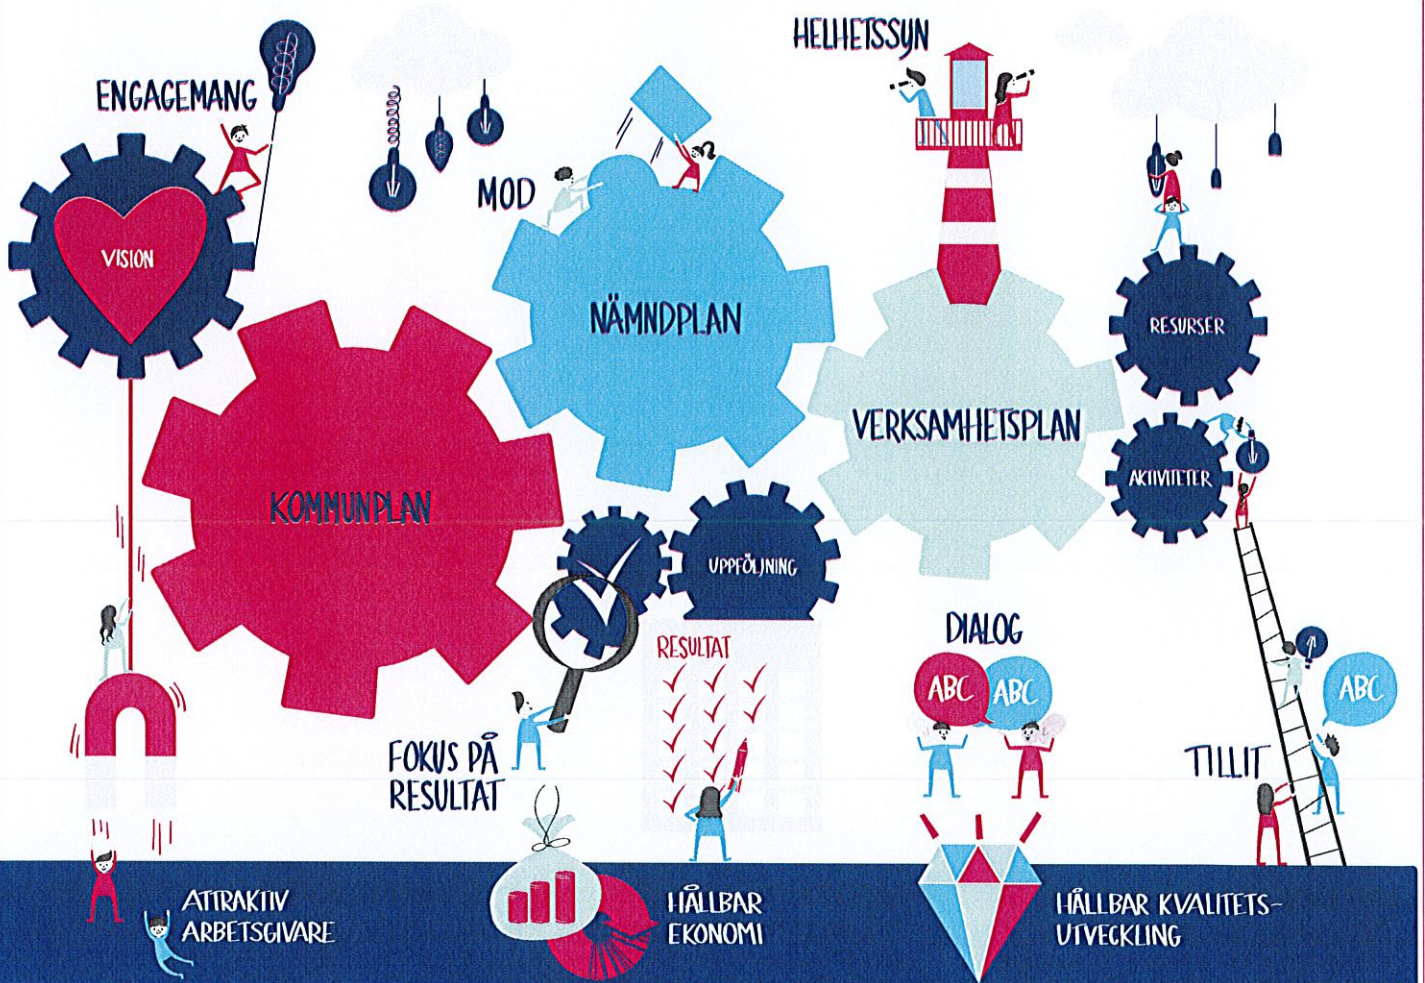 ENGAGEMANG
HELHETSSYN
MOD
VISION
NÄMNDPLAN
RESURSER
VERKSAMHETSPLAN
AKTIVITETER
KOMMUNPLAN
UPPFÖLJNING
RESULTAT
DIALOG
ABC
ABC
ABC
FOKUS PÅ
RESULTAT
TILLIT
ATTRAKTIV
ARBETSGIVARE
HÅLLBAR
EKONOMI
HÅLLBAR KVALITETS-
UTVECKLING